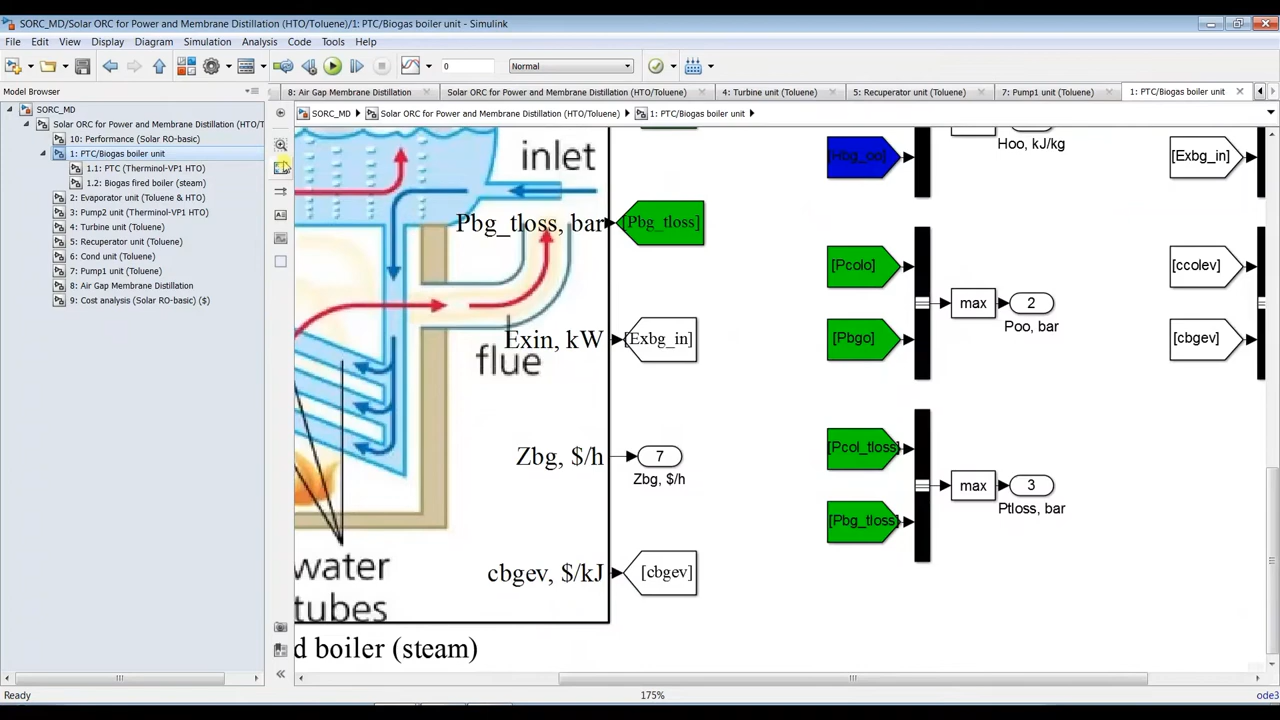 SORC_MD/Solar ORC for Power and Membrane Distillation (HTO/Toluene)/1: PTC/Biogas boiler unit - Simulink
File Edit View Display Diagram Simulation Analysis Code Tools Help
0 Normal
Model Browser
8: Air Gap Membrane Distillation
Solar ORC for Power and Membrane Distillation (HTO/Toluene)
4: Turbine unit (Toluene)
5: Recuperator unit (Toluene)
7: Pump1 unit (Toluene)
1: PTC/Biogas boiler unit
SORC_MD
Solar ORC for Power and Membrane Distillation (HTO/Toluene)
1: PTC/Biogas boiler unit
SORC_MD
Solar ORC for Power and Membrane Distillation (HTO/T
10: Performance (Solar RO-basic)
1: PTC/Biogas boiler unit
1.1: PTC (Therminol-VP1 HTO)
1.2: Biogas fired boiler (steam)
2: Evaporator unit (Toluene & HTO)
3: Pump2 unit (Therminol-VP1 HTO)
4: Turbine unit (Toluene)
5: Recuperator unit (Toluene)
6: Cond unit (Toluene)
7: Pump1 unit (Toluene)
8: Air Gap Membrane Distillation
9: Cost analysis (Solar RO-basic) ($)
inlet
Pbg_tloss, bar
[Pbg_tloss]
Exin, kW
[Exbg_in]
flue
Zbg, $/h
7
Zbg, $/h
cbgev, $/kJ
[cbgev]
water
tubes
d boiler (steam)
[Hbg_oo]
Hoo, kJ/kg
[Pcolo]
[Pbgo]
max
2
Poo, bar
[Pcol_tloss]
[Pbg_tloss]
max
3
Ptloss, bar
[Exbg_in]
[ccolev]
[cbgev]
Ready
175%
ode3